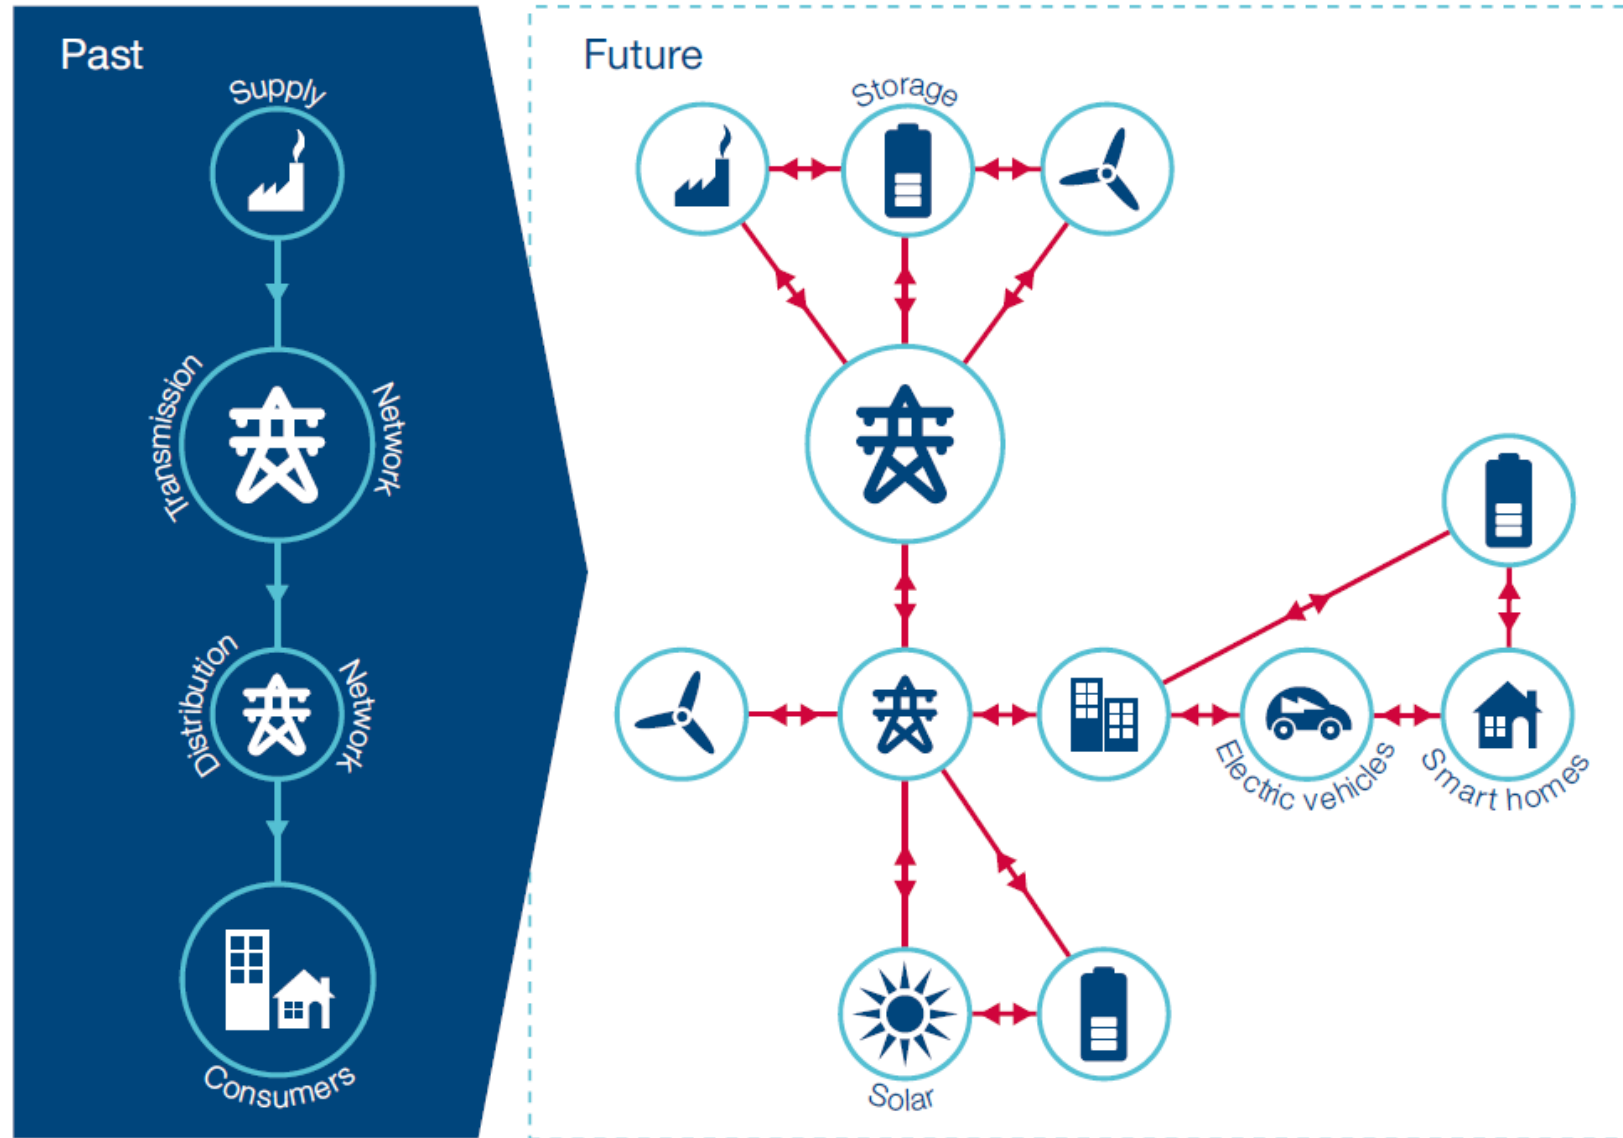 Past
Supply
Transmission Network
Distribution Network
Consumers
Future
Storage
Electric vehicles
Smart homes
Solar